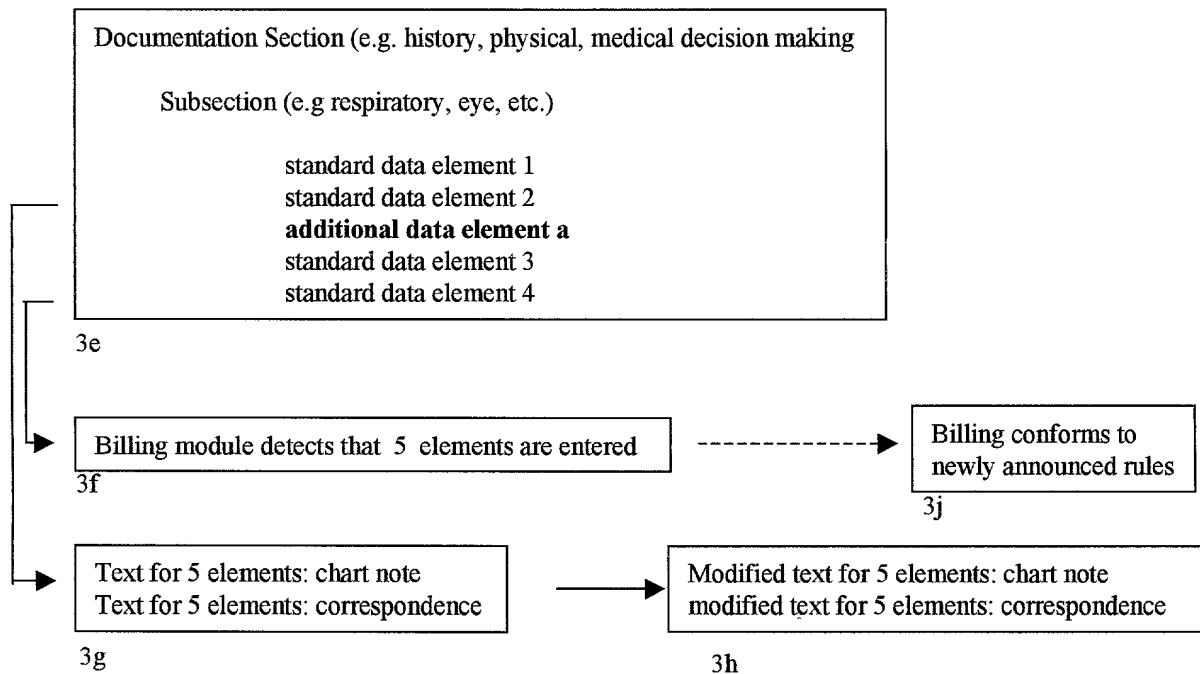 Documentation Section (e.g. history, physical, medical decision making
Subsection (e.g respiratory, eye, etc.)
standard data element 1
standard data element 2
additional data element a
standard data element 3
standard data element 4
3e
Billing module detects that 5 elements are entered
3f
Billing conforms to
newly announced rules
3j
Text for 5 elements: chart note
Text for 5 elements: correspondence
3g
Modified text for 5 elements: chart note
modified text for 5 elements: correspondence
3h